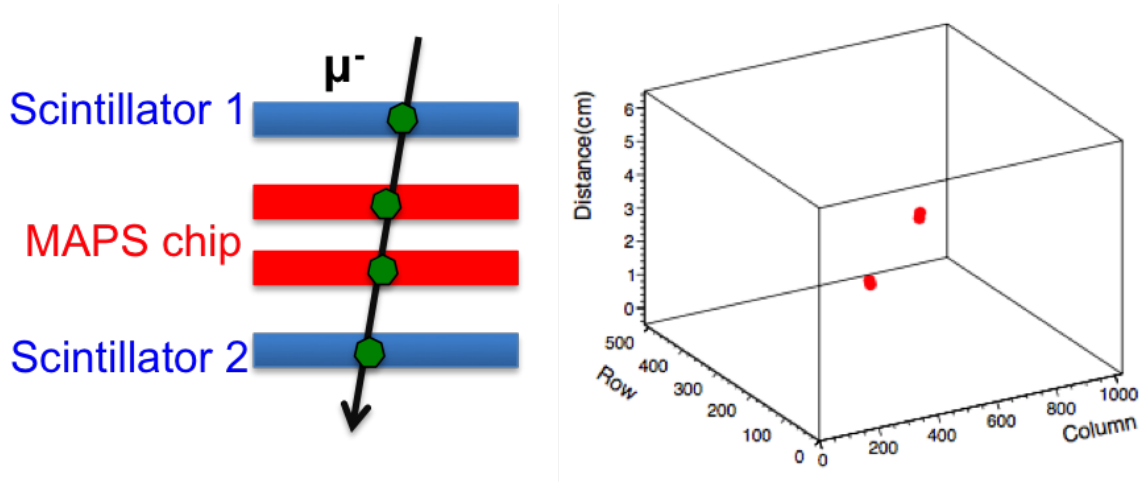 μ-
Scintillator 1
MAPS chip
Scintillator 2
Distance(cm)
6
5
4
3
2
1
0
500
400
300
200
100
0
Row
0
200
400
600
800
1000
Column